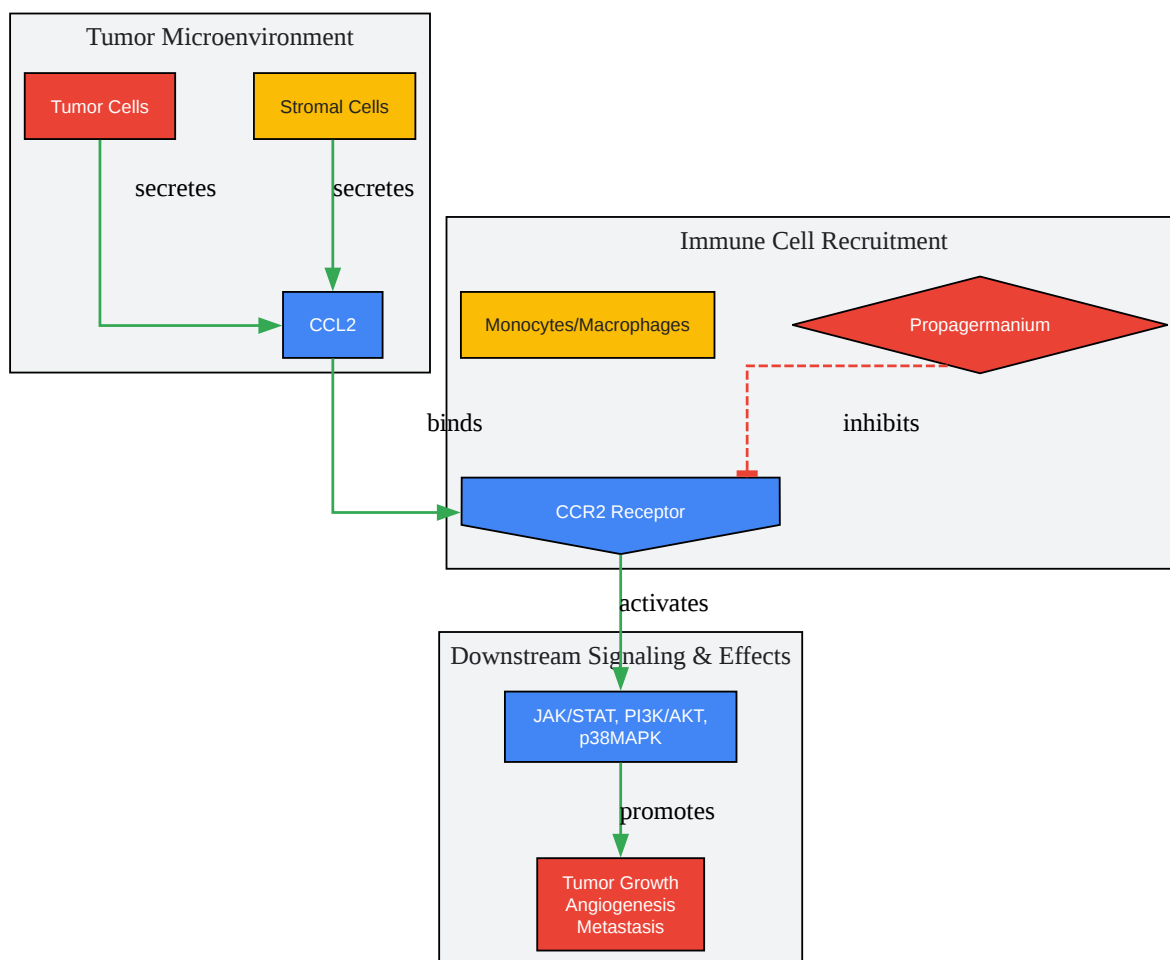 Tumor Microenvironment
Tumor Cells
Stromal Cells
secretes
secretes
CCL2
Immune Cell Recruitment
Monocytes/Macrophages
Propagermanium
binds
inhibits
CCR2 Receptor
activates
Downstream Signaling & Effects
JAK/STAT, PI3K/AKT,
p38MAPK
promotes
Tumor Growth
Angiogenesis
Metastasis